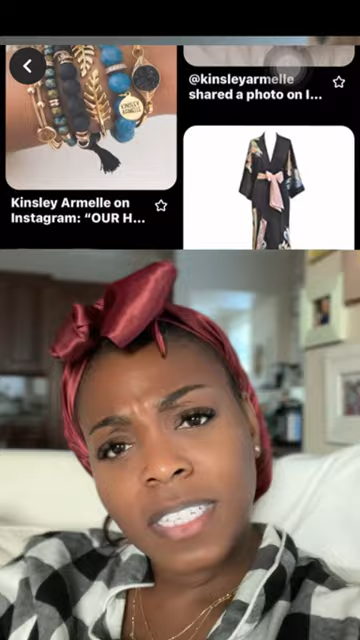 @kinsleyarmelle
shared a photo on I...
KINSLEY
ARMELLE
Kinsley Armelle on
Instagram: “OUR H...